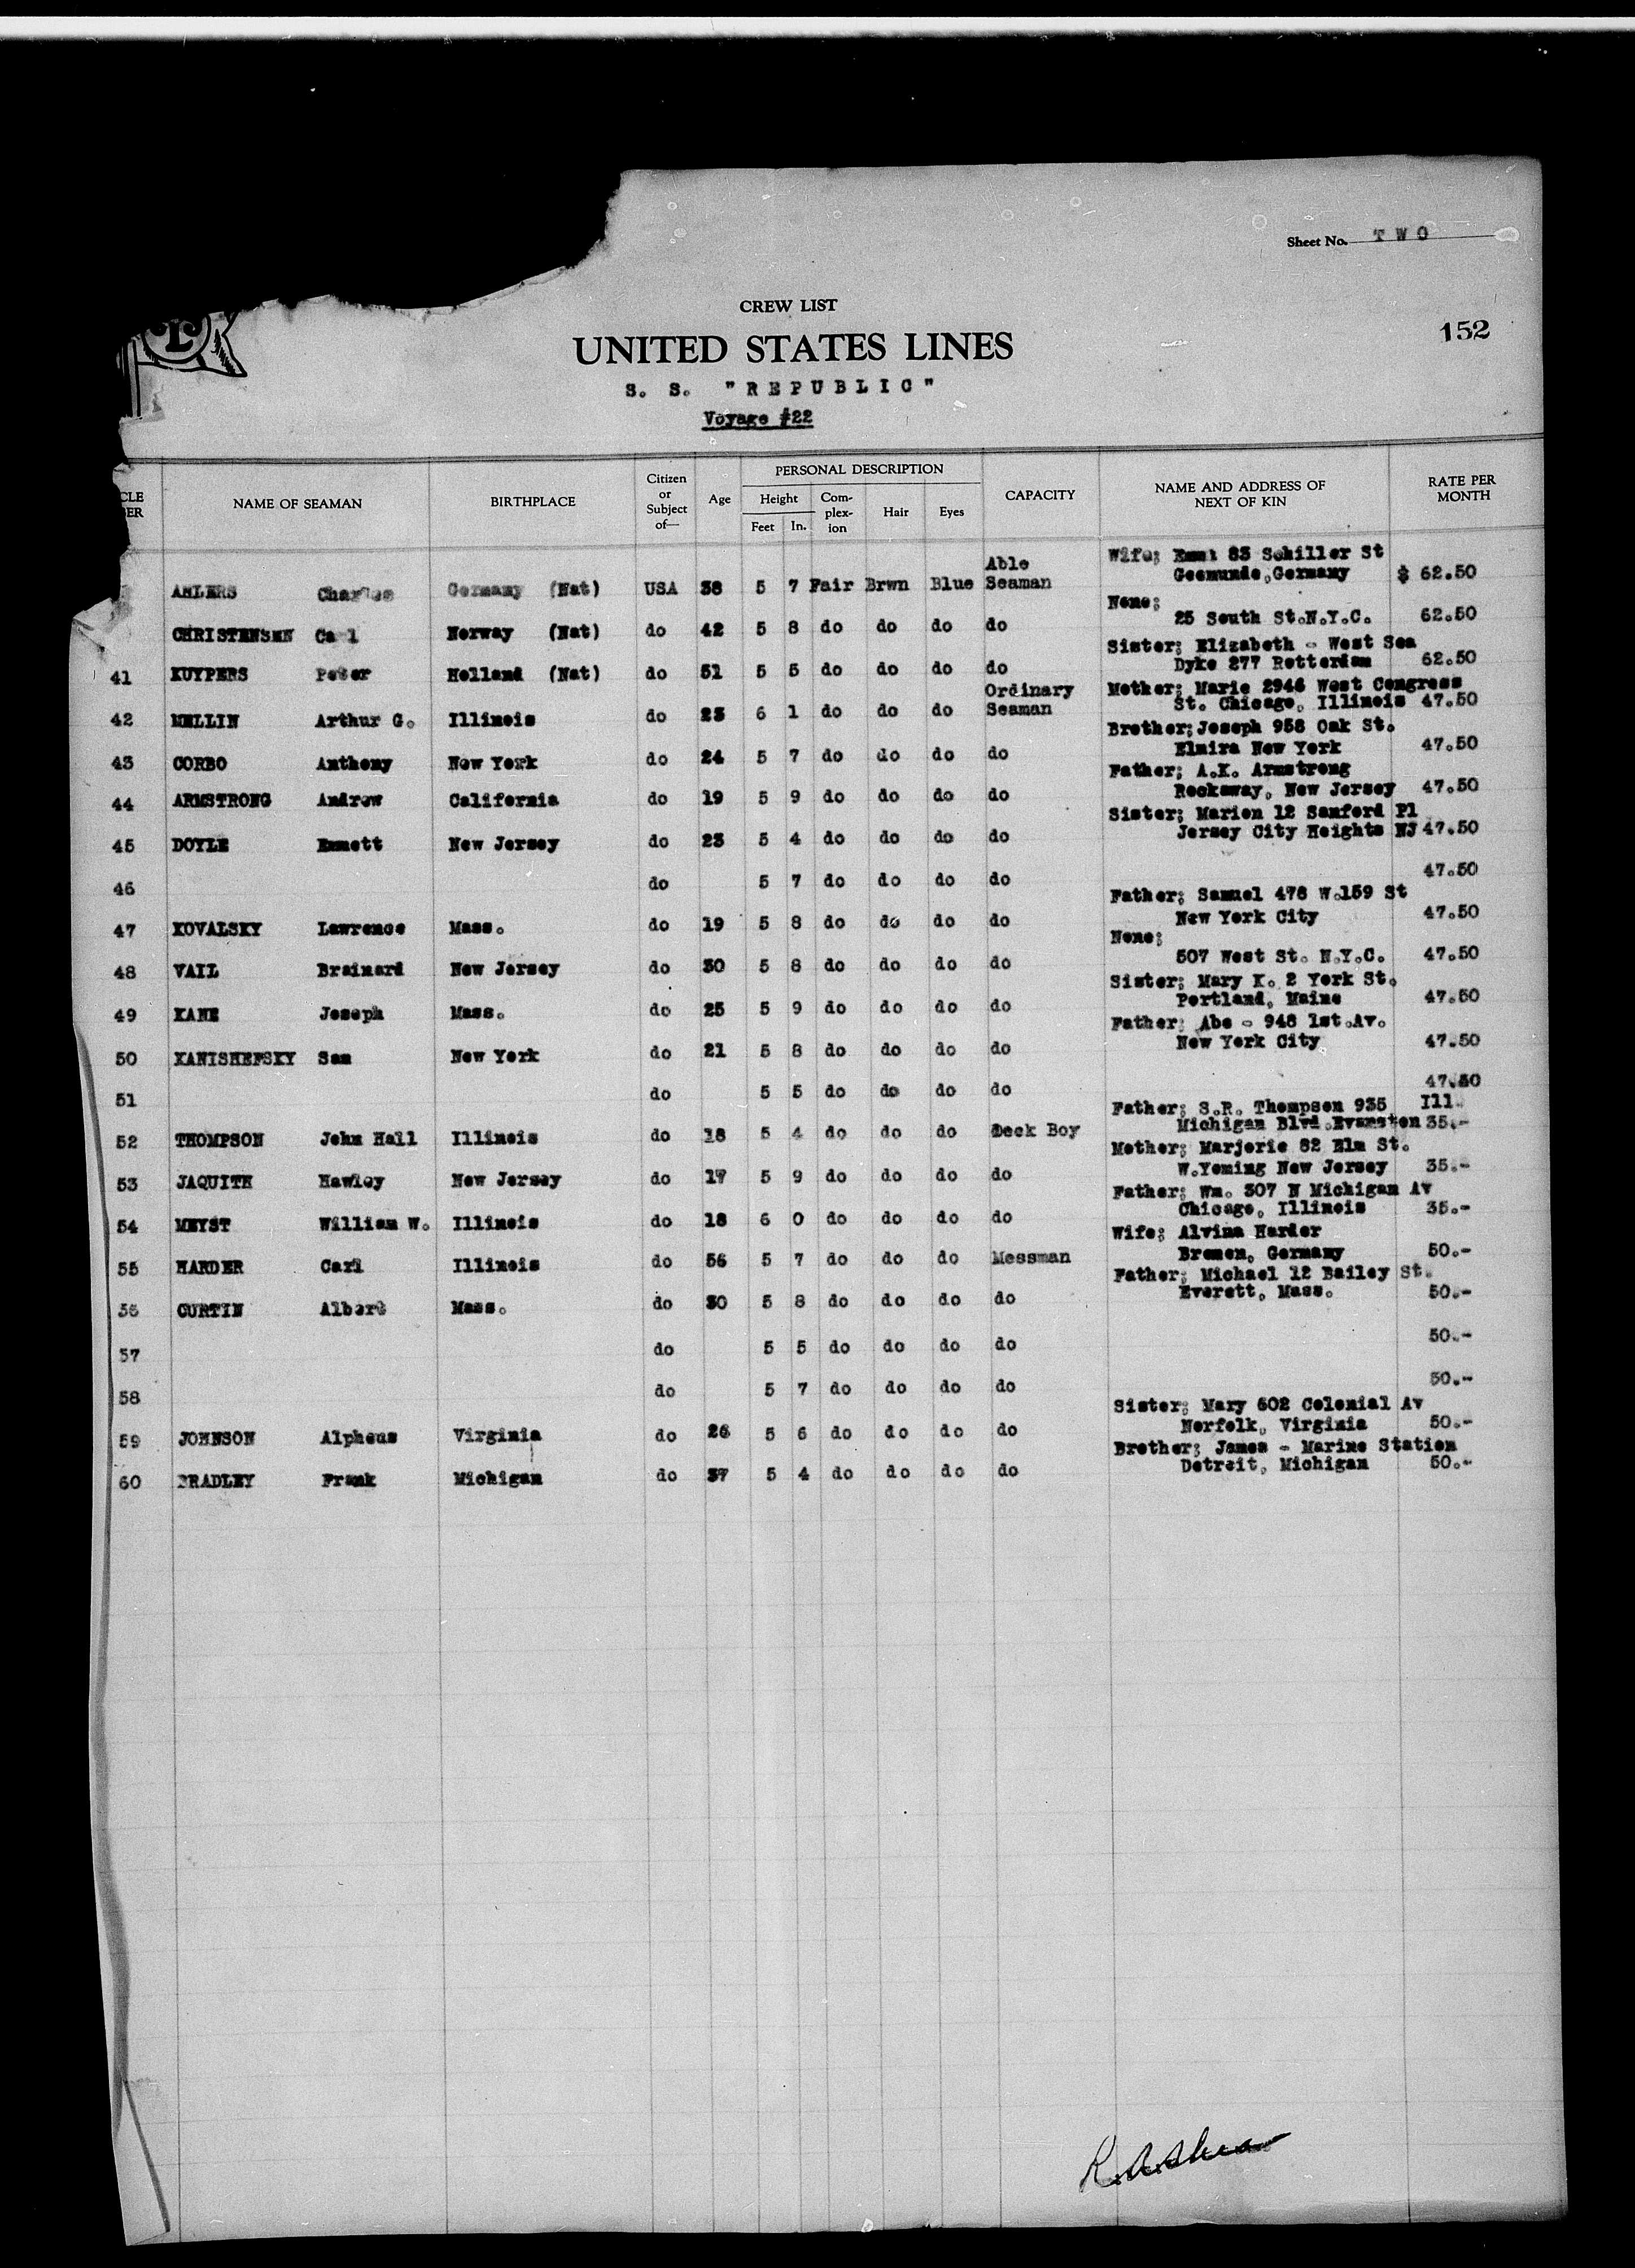 Sheet No. T W O
CREW LIST
152
UNITED STATES LINES
S. S. "REPUBLIC"
Voyage #22
CLE
ER
NAME OF SEAMAN
BIRTHPLACE
Citizen
or
Subject
of—
Age
PERSONAL DESCRIPTION
Height
Feet In.
Com-
plex-
ion
Hair
Eyes
CAPACITY
NAME AND ADDRESS OF
NEXT OF KIN
RATE PER
MONTH
Able Wife; 83 Schiller St
AHLERS Charles Germany (Nat) USA 38 5 7 Fair Brwn Blue Seaman Geemunde, Germany $ 62.50
None;
CHRISTENSEN Ca l Norway (Nat) do 42 5 8 do do do do 25 South St.N.Y.C. 62.50
Sister; Elizabeth - West Sea
41 KUYPERS Peter Holland (Nat) do 51 5 5 do do do do Dyke 277 Rotterdam 62.50
Ordinary Mother; Marie 2946 West Congress
42 MELLIN Arthur G. Illinois do 23 6 1 do do do Seaman St. Chicago, Illinois 47.50
Brother; Joseph 958 Oak St.
43 CORBO Anthony New York do 24 5 7 do do do do Elmira New York 47.50
Father; A.K. Armstrong
44 ARMSTRONG Andrew California do 19 5 9 do do do do Rockaway, New Jersey 47.50
Sister; Marion 12 Sanford Pl
45 DOYLE Emmett New Jersey do 23 5 4 do do do do Jersey City Heights NJ 47.50
46 do 5 7 do do do do 47.50
Father; Samuel 478 W.159 St
47 KOVALSKY Lawrence Mass. do 19 5 8 do do do do New York City 47.50
None;
48 VAIL Brainard New Jersey do 30 5 8 do do do do 507 West St. N.Y.C. 47.50
Sister; Mary K. 2 York St.
49 KANE Joseph Mass. do 25 5 9 do do do do Portland, Maine 47.50
Father; Abe - 948 1st.Av.
50 KANISHEFSKY Sam New York do 21 5 8 do do do do New York City 47.50
51 do 5 5 do do do do 47.50
Father; S.R. Thompson 935 Ill.
52 THOMPSON John Hall Illinois do 18 5 4 do do do Deck Boy Michigan Blvd.Evanston 35.-
Mother; Marjorie 82 Elm St.
53 JAQUITH Hawley New Jersey do 17 5 9 do do do do W.Yoming New Jersey 35.-
Father; Wm. 307 N Michigan Av
54 MEYST William W. Illinois do 18 6 0 do do do do Chicago, Illinois 35.-
Wife; Alvina Harder
55 HARDER Carl Illinois do 56 5 7 do do do Messman Bremen, Germany 50.-
Father; Michael 12 Bailey St.
56 CURTIN Albert Mass. do 30 5 8 do do do do Everett, Mass. 50.-
57 do 5 5 do do do do 50.-
58 do 5 7 do do do do 50.-
Sister; Mary 602 Colonial Av
59 JOHNSON Alpheus Virginia do 26 5 6 do do do do Norfolk, Virginia 50.-
Brother; James - Marine Station
60 BRADLEY Frank Michigan do 37 5 4 do do do do Detroit, Michigan 50.-